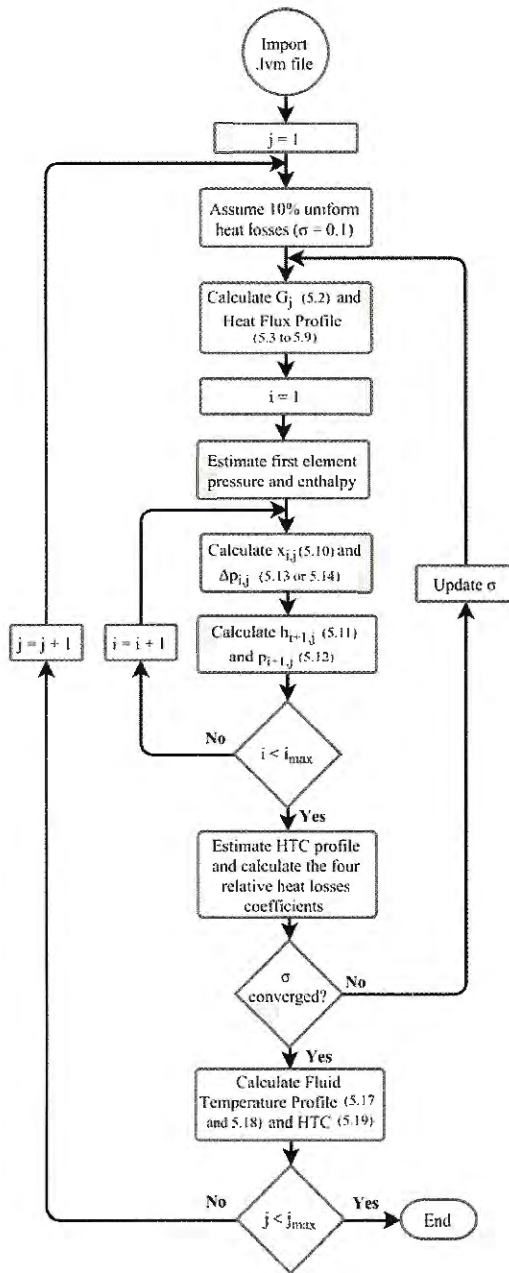 Import
.lvm file
j = 1
Assume 10% uniform
heat losses (σ = 0.1)
Calculate Gj (5.2) and
Heat Flux Profile
(5.3 to 5.9)
i = 1
Estimate first element
pressure and enthalpy
Calculate xi,j (5.10) and
Δpi,j (5.13 or 5.14)
Update σ
j = j + 1
i = i + 1
Calculate hi+1,j (5.11)
and pi+1,j (5.12)
No
i < imax
Yes
Estimate HTC profile
and calculate the four
relative heat losses
coefficients
σ
converged?
No
Yes
Calculate Fluid
Temperature Profile (5.17
and 5.18) and HTC (5.19)
No
j < jmax
Yes
End